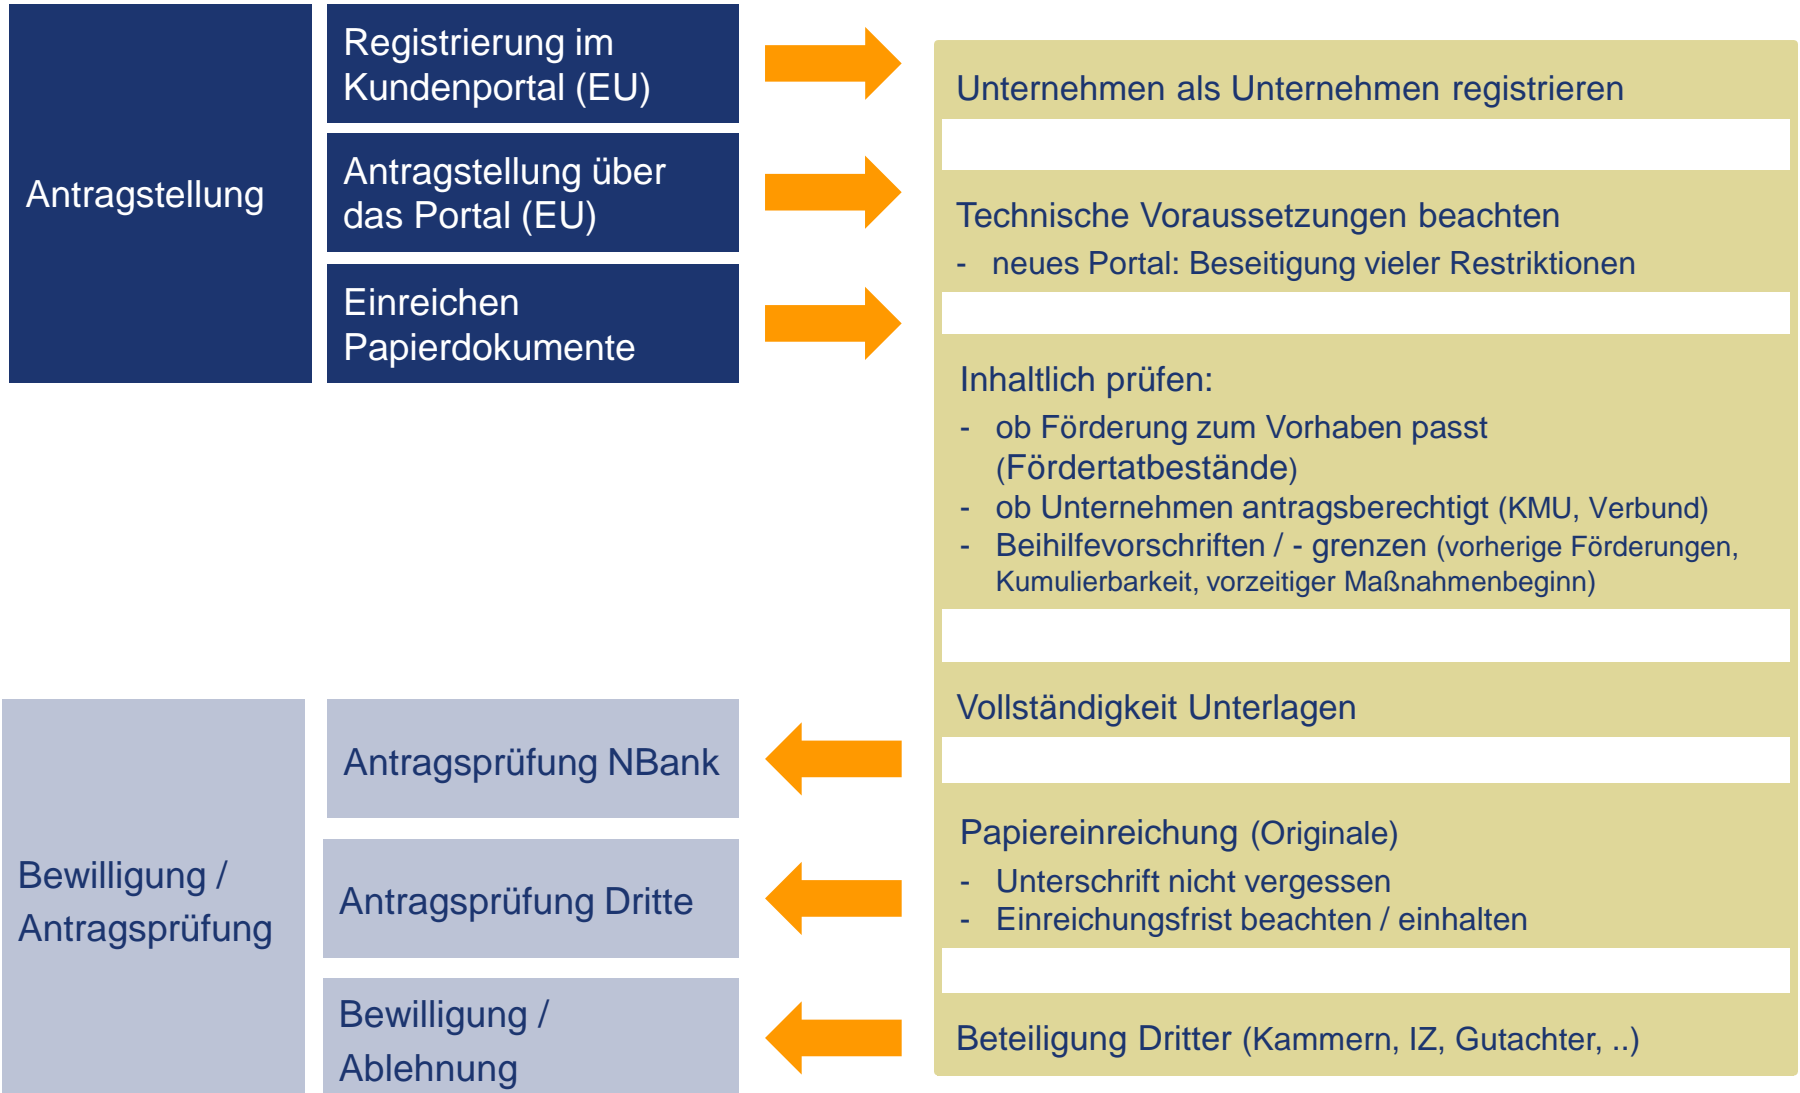 Antragstellung
Registrierung im
Kundenportal (EU)
Antragstellung über
das Portal (EU)
Einreichen
Papierdokumente
Unternehmen als Unternehmen registrieren
Technische Voraussetzungen beachten
- neues Portal: Beseitigung vieler Restriktionen
Inhaltlich prüfen:
- ob Förderung zum Vorhaben passt
(Fördertatbestände)
- ob Unternehmen antragsberechtigt (KMU, Verbund)
- Beihilfevorschriften / - grenzen (vorherige Förderungen,
Kumulierbarkeit, vorzeitiger Maßnahmenbeginn)
Vollständigkeit Unterlagen
Papiereinreichung (Originale)
- Unterschrift nicht vergessen
- Einreichungsfrist beachten / einhalten
Beteiligung Dritter (Kammern, IZ, Gutachter, ..)
Bewilligung /
Antragsprüfung
Antragsprüfung NBank
Antragsprüfung Dritte
Bewilligung /
Ablehnung